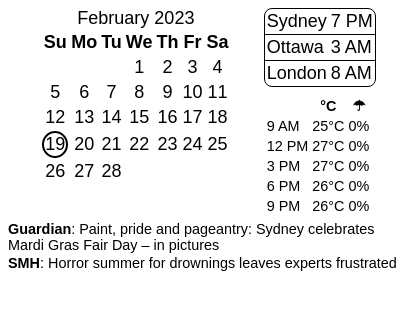 February 2023
Su Mo Tu We Th Fr Sa
1 2 3 4
5 6 7 8 9 10 11
12 13 14 15 16 17 18
19 20 21 22 23 24 25
26 27 28
Sydney 7 PM
Ottawa 3 AM
London 8 AM
°C ☂
9 AM 25°C 0%
12 PM 27°C 0%
3 PM 27°C 0%
6 PM 26°C 0%
9 PM 26°C 0%
Guardian: Paint, pride and pageantry: Sydney celebrates
Mardi Gras Fair Day – in pictures
SMH: Horror summer for drownings leaves experts frustrated